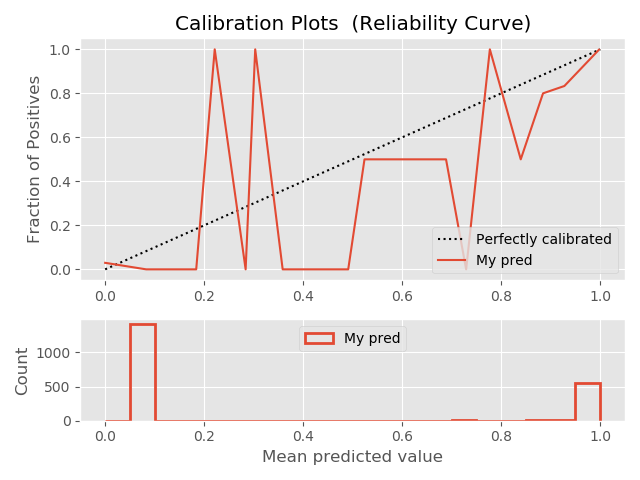 Calibration Plots  (Reliability Curve)
Fraction of Positives
1.0
0.8
0.6
0.4
0.2
0.0
Perfectly calibrated
My pred
0.0 0.2 0.4 0.6 0.8 1.0
Count
1000
500
0
My pred
0.0 0.2 0.4 0.6 0.8 1.0
Mean predicted value